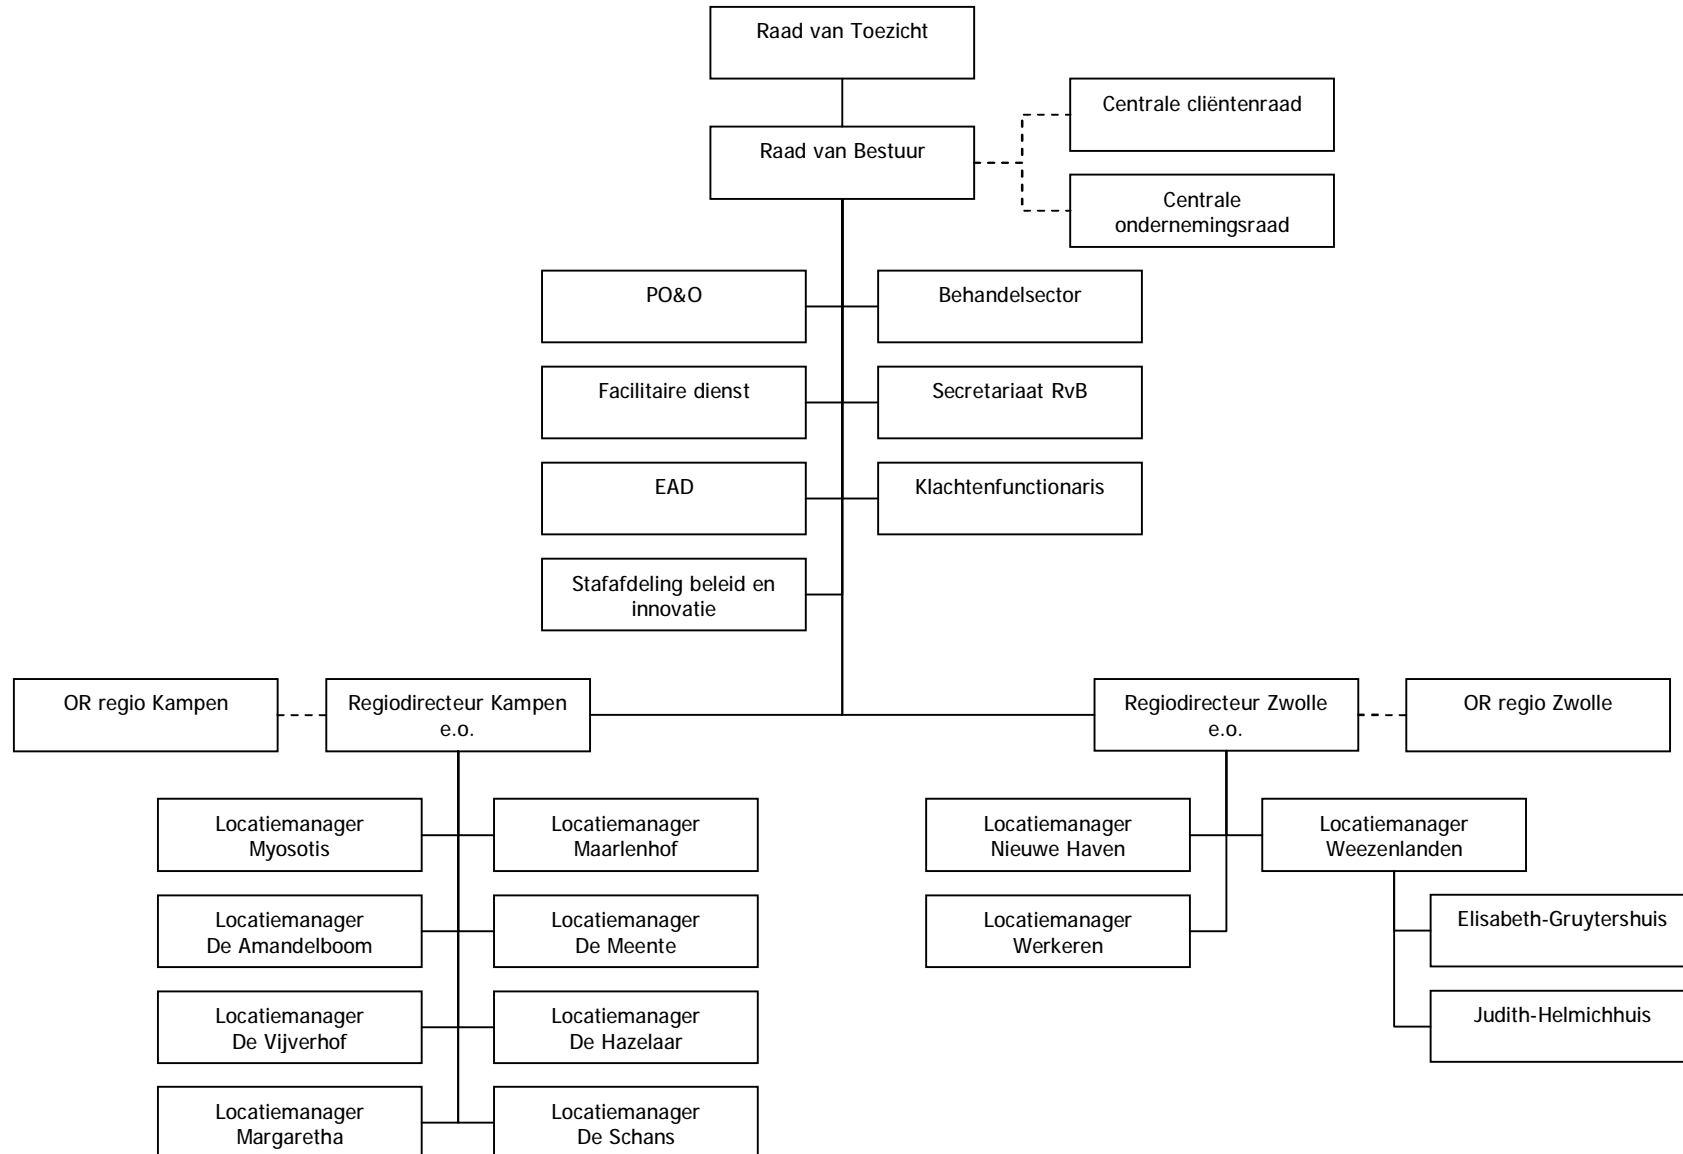 Raad van Toezicht
Raad van Bestuur
Centrale cliëntenraad
Centrale
ondernemingsraad
PO&O
Behandelsector
Facilitaire dienst
Secretariaat RvB
EAD
Klachtenfunctionaris
Stafafdeling beleid en
innovatie
OR regio Kampen
Regiodirecteur Kampen
e.o.
Regiodirecteur Zwolle
e.o.
OR regio Zwolle
Locatiemanager
Myosotis
Locatiemanager
Maarlenhof
Locatiemanager
Nieuwe Haven
Locatiemanager
Weezenlanden
Locatiemanager
De Amandelboom
Locatiemanager
De Meente
Locatiemanager
Werkeren
Elisabeth-Gruytershuis
Locatiemanager
De Vijverhof
Locatiemanager
De Hazelaar
Judith-Helmichhuis
Locatiemanager
Margaretha
Locatiemanager
De Schans